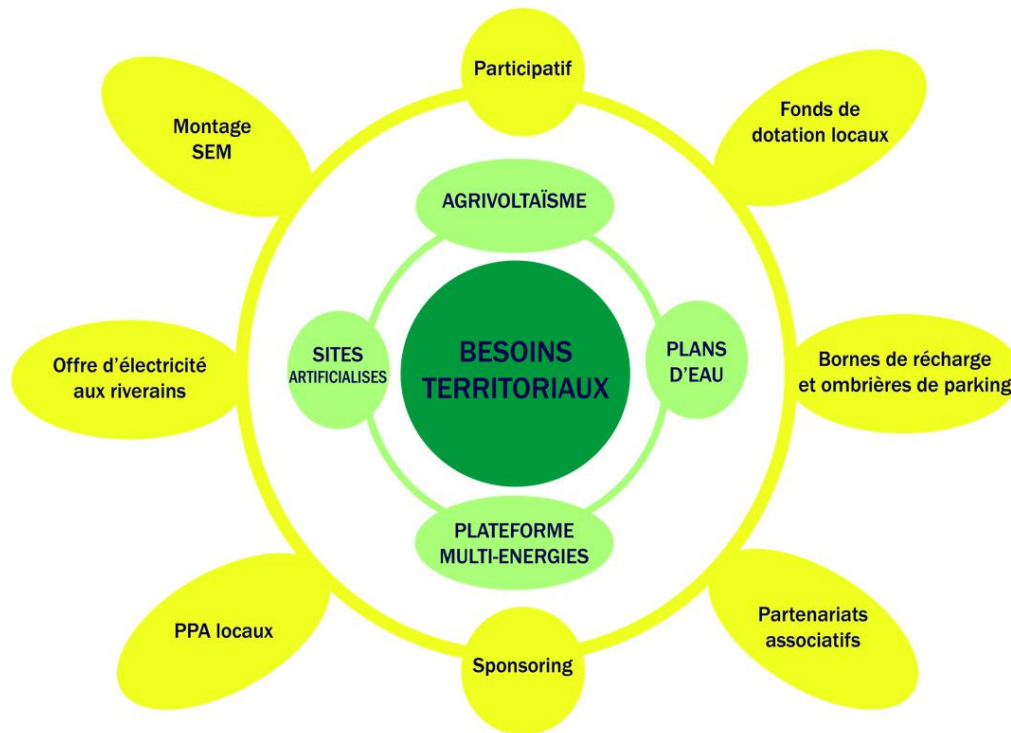 Participatif
Montage
SEM
Fonds de
dotation locaux
AGRIVOLTAÏSME
SITES
ARTIFICIALISES
BESOINS
TERRITORIAUX
PLANS
D'EAU
Offre d'électricité
aux riverains
Bornes de récharge
et ombrières de parking
PLATEFORME
MULTI-ENERGIES
PPA locaux
Partenariats
associatifs
Sponsoring